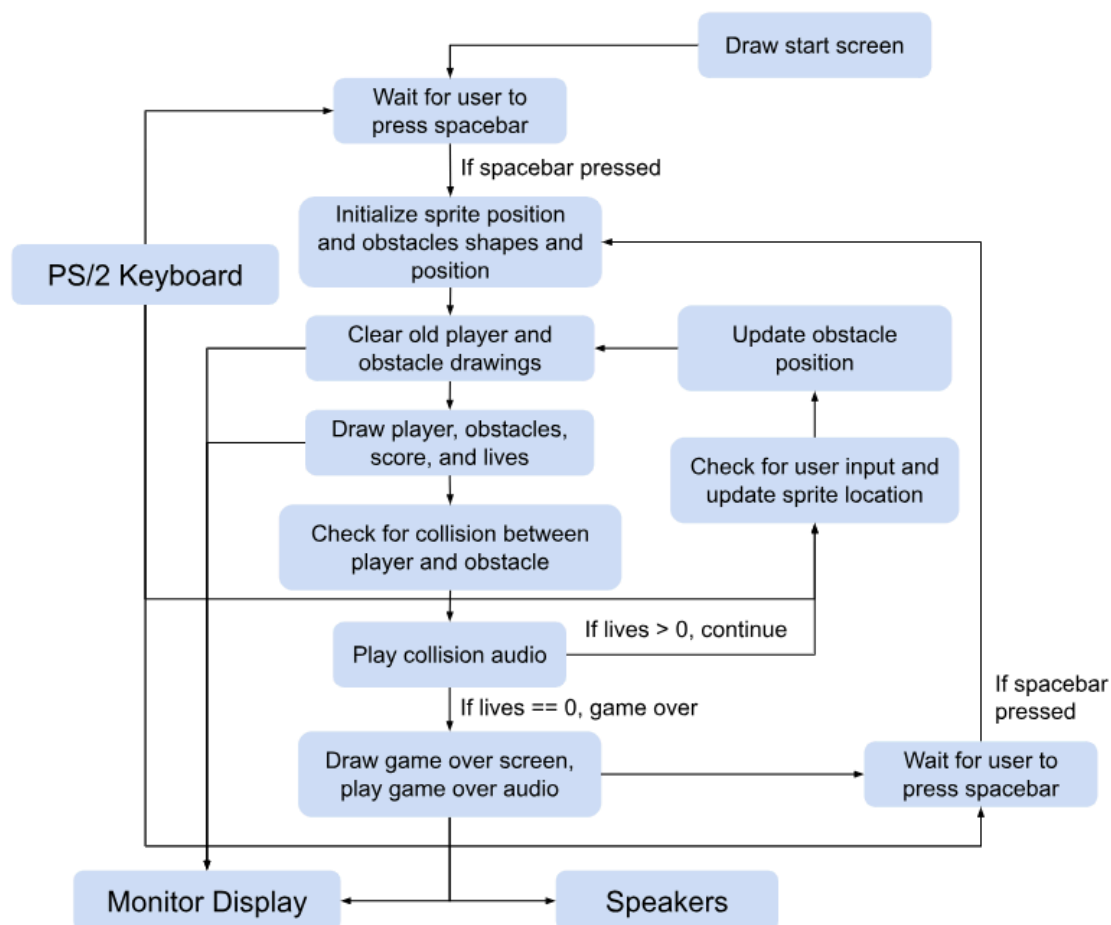 Draw start screen
Wait for user to
press spacebar
If spacebar pressed
Initialize sprite position
and obstacles shapes and
position
PS/2 Keyboard
Clear old player and
obstacle drawings
Update obstacle
position
Draw player, obstacles,
score, and lives
Check for user input and
update sprite location
Check for collision between
player and obstacle
If lives > 0, continue
Play collision audio
If lives == 0, game over
If spacebar
pressed
Draw game over screen,
play game over audio
Wait for user to
press spacebar
Monitor Display
Speakers